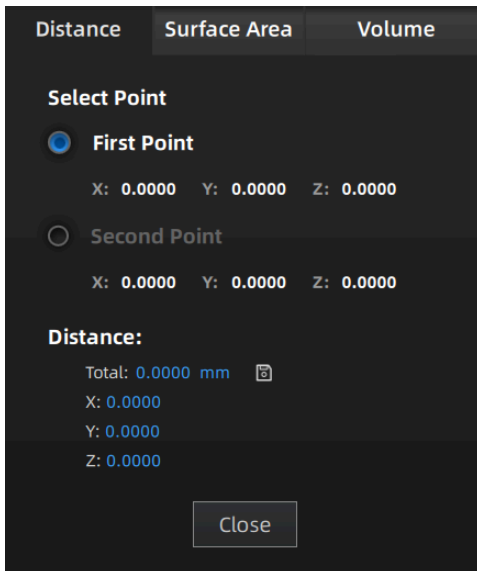 Distance Surface Area Volume
Select Point
First Point
X: 0.0000 Y: 0.0000 Z: 0.0000
Second Point
X: 0.0000 Y: 0.0000 Z: 0.0000
Distance:
Total: 0.0000 mm
X: 0.0000
Y: 0.0000
Z: 0.0000
Close